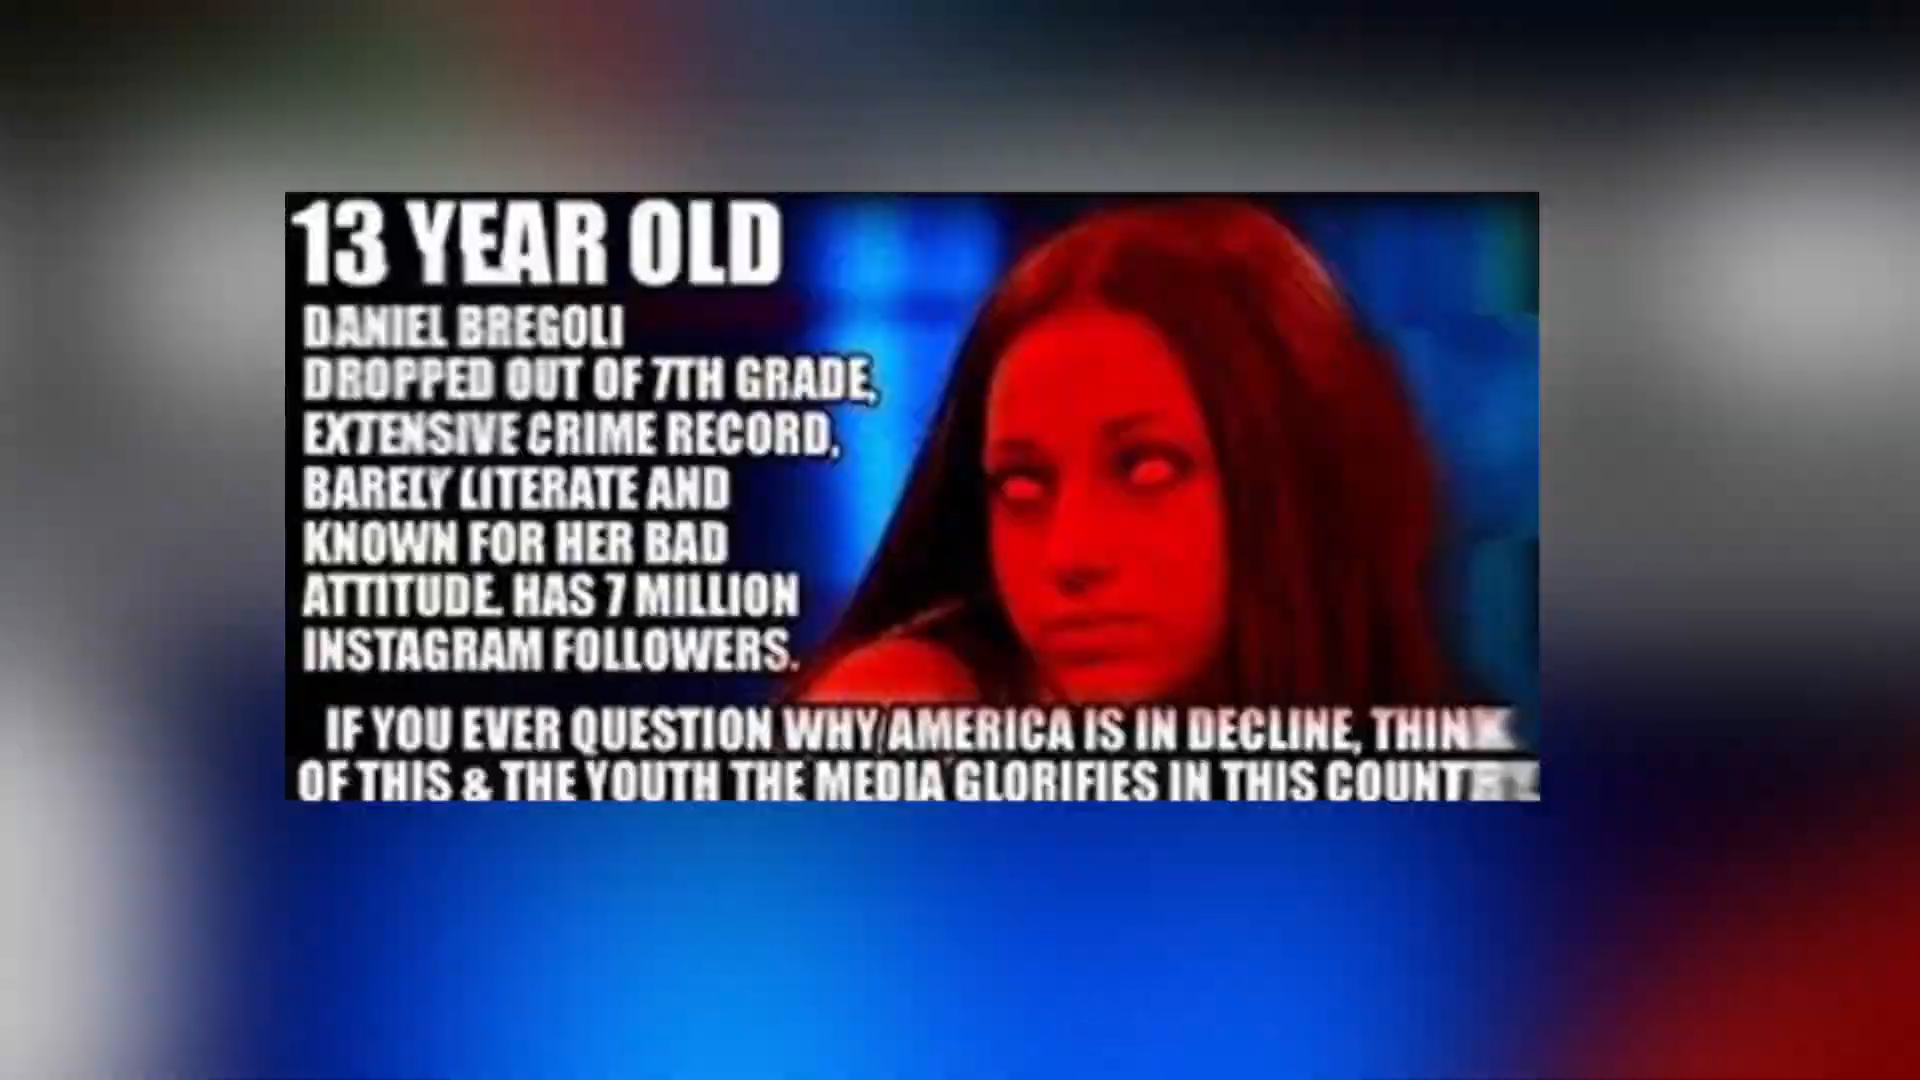 13 YEAR OLD
DANIEL BREGOLI
DROPPED OUT OF 7TH GRADE,
EXTENSIVE CRIME RECORD,
BARELY LITERATE AND
KNOWN FOR HER BAD
ATTITUDE. HAS 7 MILLION
INSTAGRAM FOLLOWERS.
IF YOU EVER QUESTION WHY AMERICA IS IN DECLINE, THINK
OF THIS & THE YOUTH THE MEDIA GLORIFIES IN THIS COUNTRY.